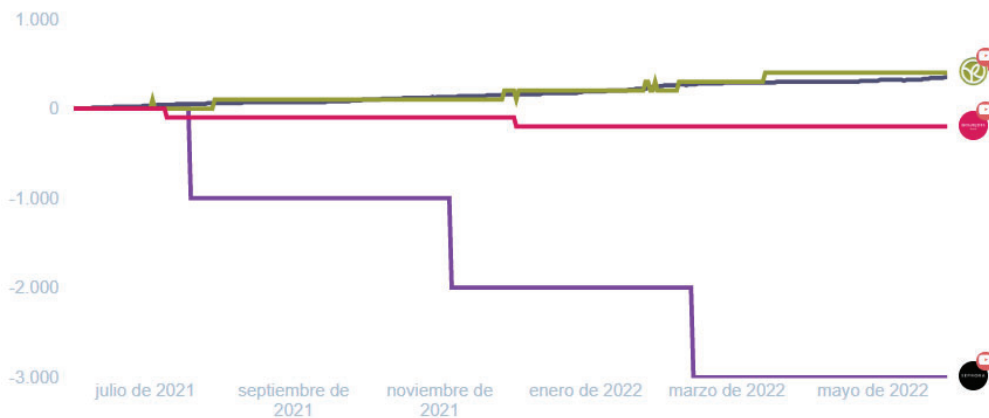 1.000
0
-1.000
-2.000
-3.000
julio de 2021
septiembre de
2021
noviembre de
2021
enero de 2022
marzo de 2022
mayo de 2022
SEPHORA